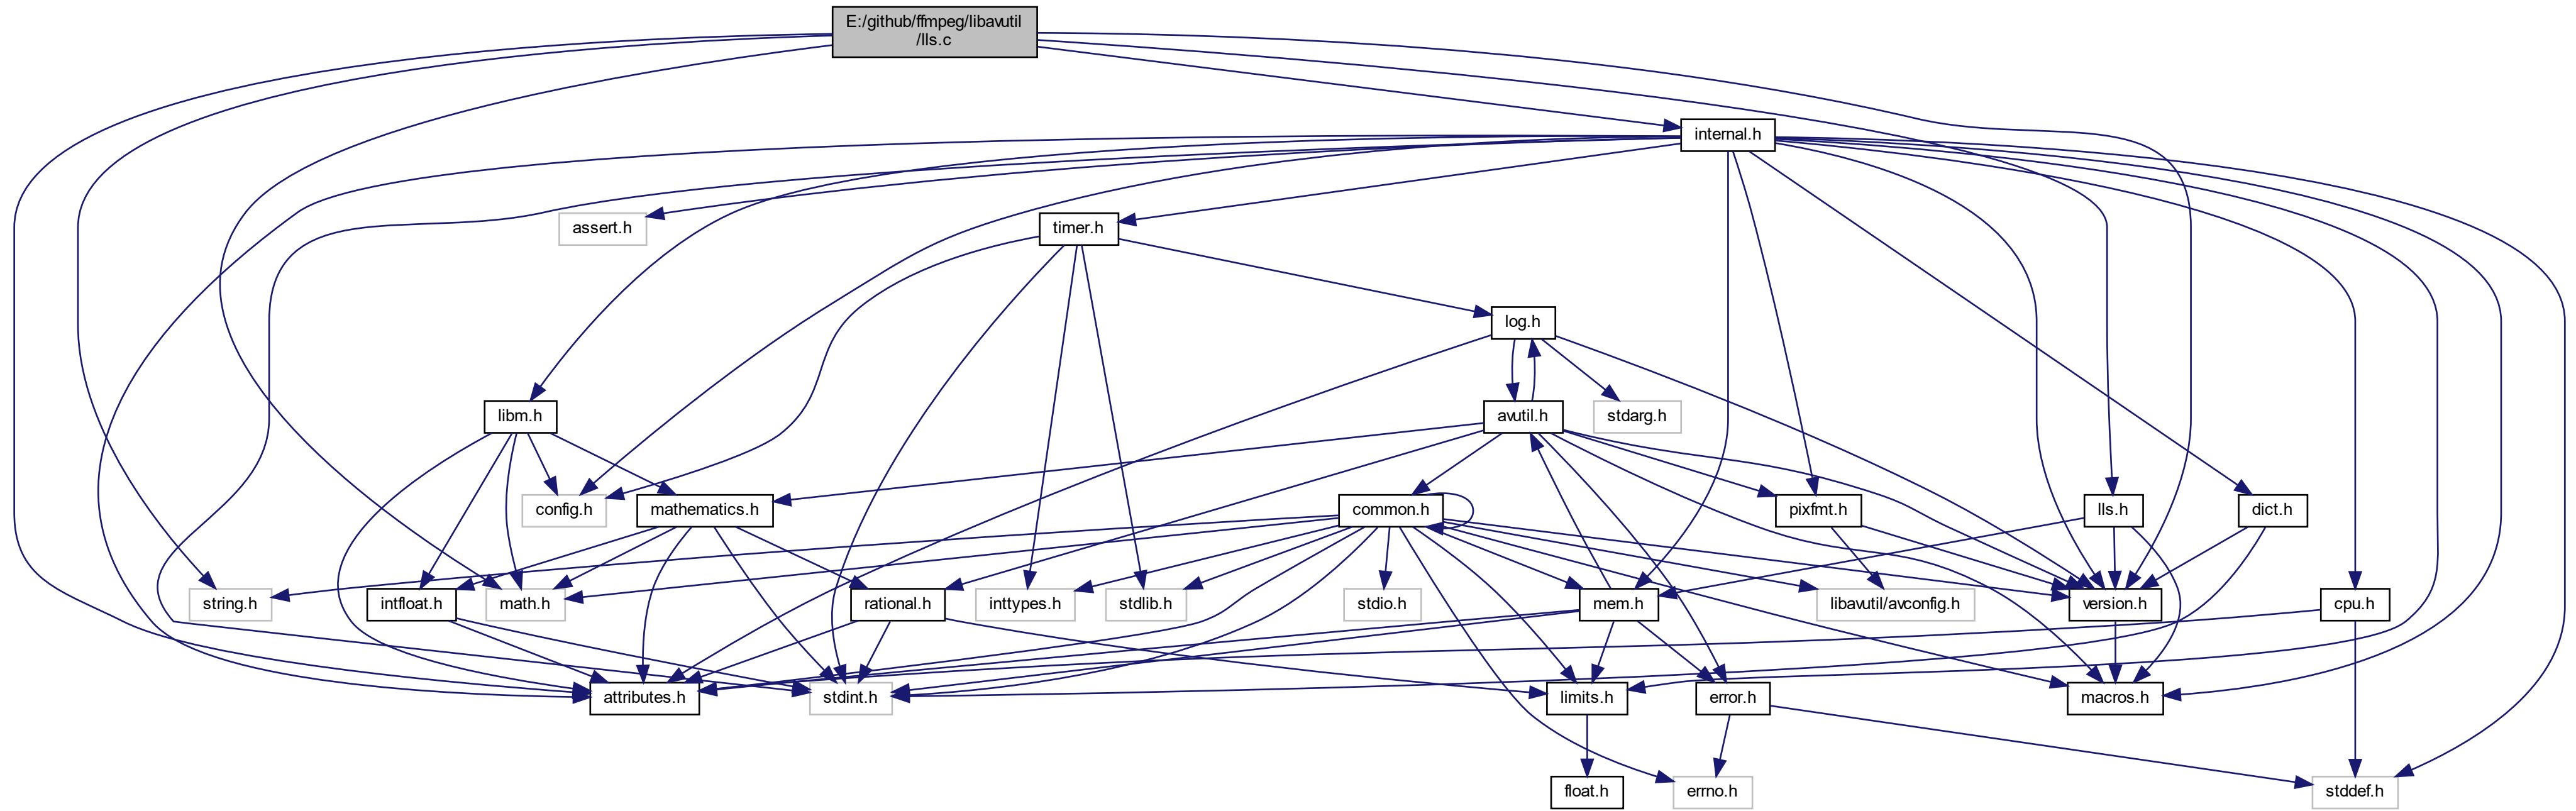 E:/github/ffmpeg/libavutil
/lls.c
internal.h
assert.h
timer.h
log.h
libm.h
avutil.h
stdarg.h
config.h
mathematics.h
common.h
pixfmt.h
lls.h
dict.h
string.h
intfloat.h
math.h
rational.h
inttypes.h
stdlib.h
stdio.h
mem.h
libavutil/avconfig.h
version.h
cpu.h
attributes.h
stdint.h
limits.h
error.h
macros.h
float.h
errno.h
stddef.h